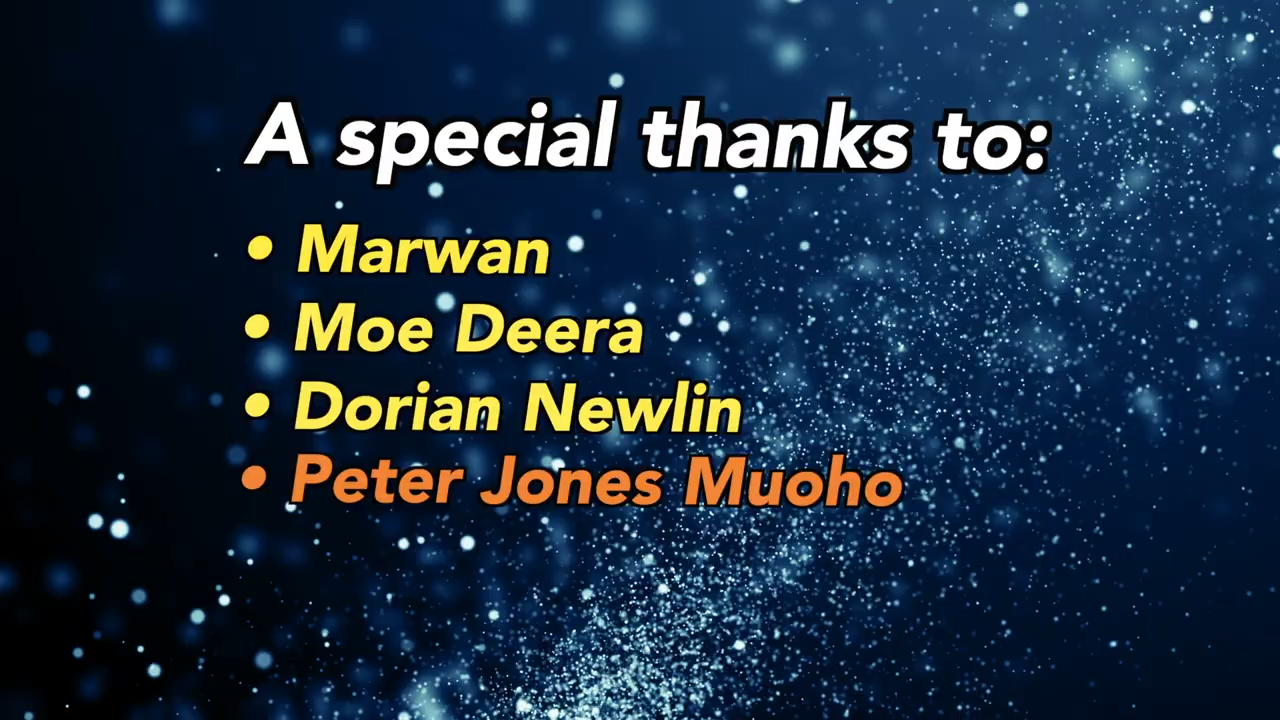 A special thanks to:
• Marwan
• Moe Deera
• Dorian Newlin
• Peter Jones Muoho